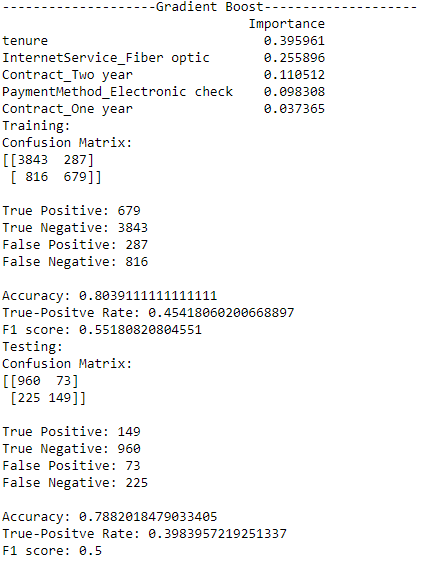 --------------------Gradient Boost--------------------
Importance
tenure 0.395961
InternetService_Fiber optic 0.255896
Contract_Two year 0.110512
PaymentMethod_Electronic check 0.098308
Contract_One year 0.037365
Training:
Confusion Matrix:
[[3843 287]
[ 816 679]]
True Positive: 679
True Negative: 3843
False Positive: 287
False Negative: 816
Accuracy: 0.8039111111111111
True-Positve Rate: 0.45418060200668897
F1 score: 0.55180820804551
Testing:
Confusion Matrix:
[[960 73]
[225 149]]
True Positive: 149
True Negative: 960
False Positive: 73
False Negative: 225
Accuracy: 0.7882018479033405
True-Positve Rate: 0.3983957219251337
F1 score: 0.5